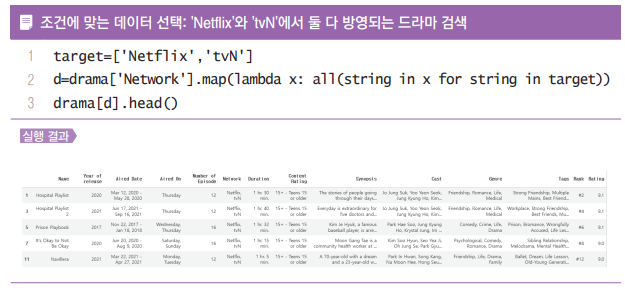 조건에 맞는 데이터 선택: 'Netflix'와 'tvN'에서 둘 다 방영되는 드라마 검색
1 target=['Netflix','tvN']
2 d=drama['Network'].map(lambda x: all(string in x for string in target))
3 drama[d].head()
실행 결과
Name Year of release Aired Date Aired On Number of Episode Network Duration Content Rating Synopsis Cast Genre Tags Rank Rating
1 Hospital Playlist 2020 Mar 12, 2020 - May 28, 2020 Thursday 12 Netflix, tvN 1 hr. 30 min. 15+ - Teens 15 or older The stories of people going through their days... Jo Jung Suk, Yoo Yeon Seok, Jung Kyung Ho, Kim... Friendship, Romance, Life, Medical Strong Friendship, Multiple Mains, Best Friend... #2 9.1
3 Hospital Playlist 2 2021 Jun 17, 2021 - Sep 16, 2021 Thursday 12 Netflix, tvN 1 hr. 40 min. 15+ - Teens 15 or older Everyday is extraordinary for five doctors and... Jo Jung Suk, Yoo Yeon Seok, Jung Kyung Ho, Kim... Friendship, Romance, Life, Medical Workplace, Strong Friendship, Best Friends, Mu... #4 9.1
5 Prison Playbook 2017 Nov 22, 2017 - Jan 18, 2018 Wednesday, Thursday 16 Netflix, tvN 1 hr. 32 min. 15+ - Teens 15 or older Kim Je Hyuk, a famous baseball player, is arre... Park Hae Soo, Jung Kyung Ho, Krystal Jung, Im ... Comedy, Crime, Life, Drama Prison, Bromance, Wrongfully Accused, Life Les... #6 9.1
7 It's Okay to Not Be Okay 2020 Jun 20, 2020 - Aug 9, 2020 Saturday, Sunday 16 Netflix, tvN 15+ - Teens 15 or older Moon Gang Tae is a community health worker at ... Kim Soo Hyun, Seo Yea Ji, Oh Jung Se, Park Gyu... Psychological, Comedy, Romance, Drama Sibling Relationship, Melodrama, Mental Health... #8 9.0
11 Navillera 2021 Mar 22, 2021 - Apr 27, 2021 Monday, Tuesday 12 Netflix, tvN 1 hr. 5 min. 15+ - Teens 15 or older A 70-year-old with a dream and a 23-year-old w... Park In Hwan, Song Kang, Na Moon Hee, Hong Seu... Friendship, Life, Drama, Family Ballet, Dream, Life Lesson, Old-Young Generati... #12 9.0